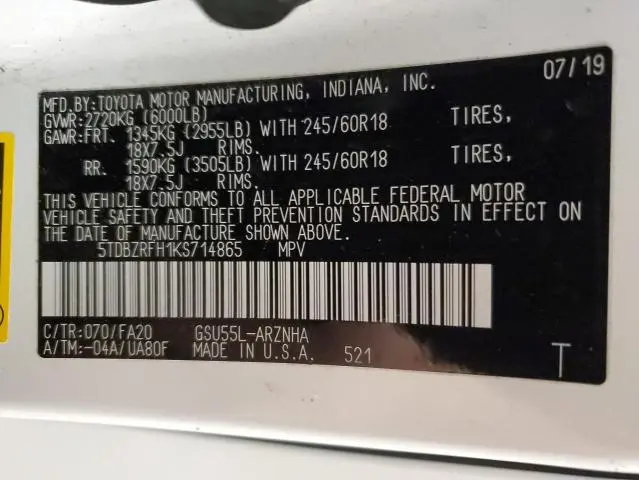 07/19
MFD.BY:TOYOTA MOTOR MANUFACTURING, INDIANA, INC.
GVWR:2720KG (6000LB)
GAWR:FRT. 1345KG (2955LB) WITH 245/60R18 TIRES,
18X7.5J RIMS.
RR. 1590KG (3505LB) WITH 245/60R18 TIRES,
18X7.5J RIMS.
THIS VEHICLE CONFORMS TO ALL APPLICABLE FEDERAL MOTOR
VEHICLE SAFETY AND THEFT PREVENTION STANDARDS IN EFFECT ON
THE DATE OF MANUFACTURE SHOWN ABOVE.
5TDBZRFH1KS714865 MPV
C/TR:070/FA20 GSU55L-ARZNHA
A/TM:-04A/UA80F MADE IN U.S.A. 521 T